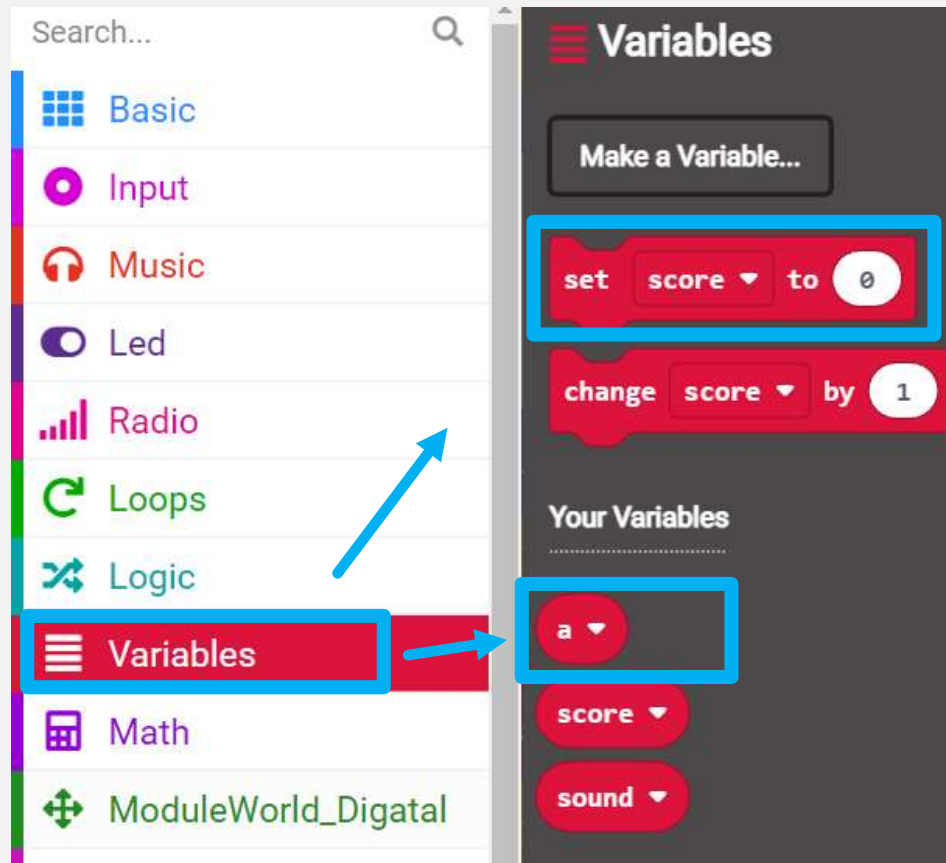 Search...
Basic
Input
Music
Led
Radio
Loops
Logic
Variables
Math
ModuleWorld_Digatal
Variables
Make a Variable...
set score to 0
change score by 1
Your Variables
a
score
sound